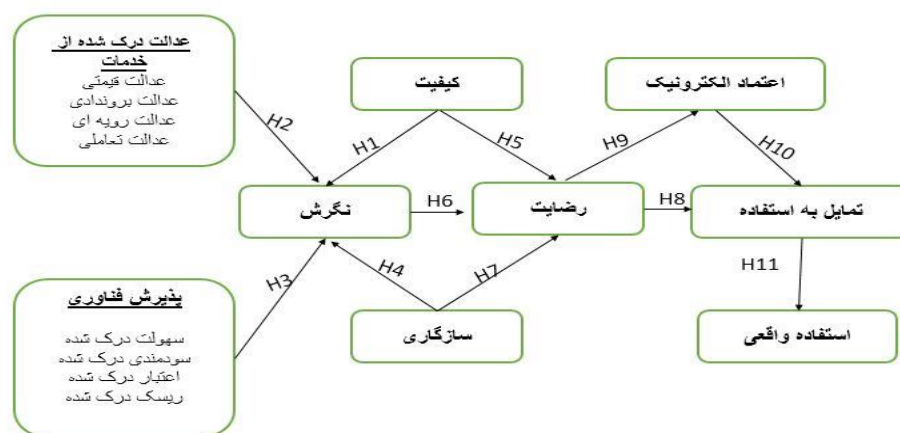 عدالت درک شده از
خدمات
عدالت قیمتی
عدالت بروندادی
عدالت رویه ای
عدالت تعاملی
کیفیت
اعتماد الکترونیک
H2
H1
H5
H9
H10
نگرش
H6
رضایت
H8
تمایل به استفاده
H3
H4
H7
H11
پذیرش فناوری
سهولت درک شده
سودمندی درک شده
اعتبار درک شده
ریسک درک شده
سازگاری
استفاده واقعی